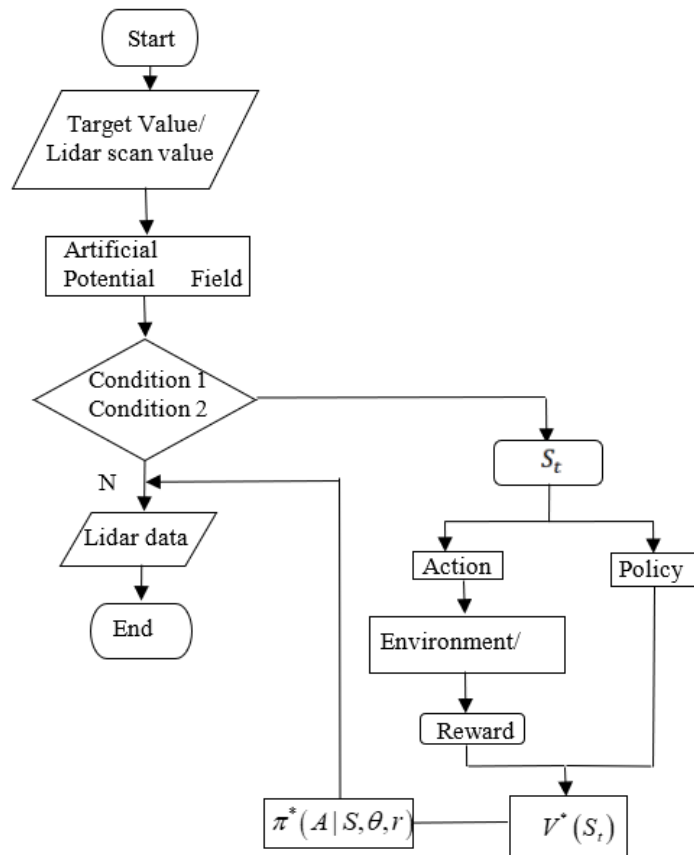 Start
Target Value/
Lidar scan value
Artificial
Potential Field
Condition 1
Condition 2
N
Lidar data
End
S_t
Action
Policy
Environment/
Reward
π*(A|S,θ,r)
V*(S_t)